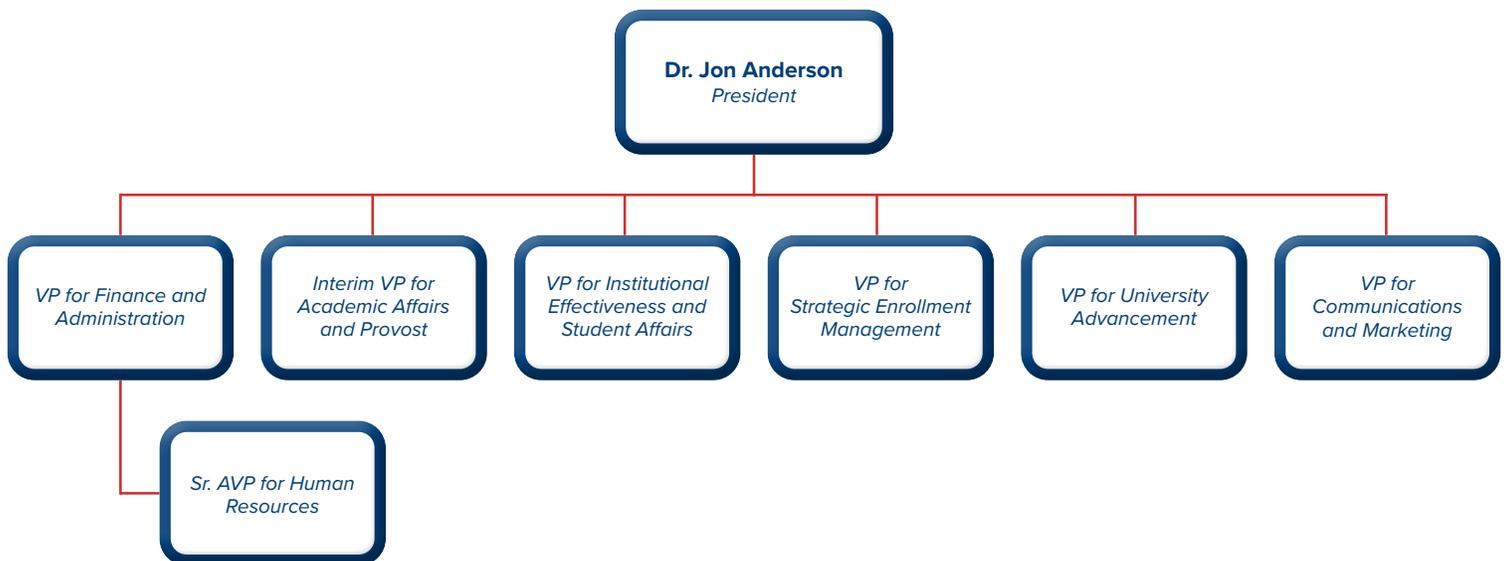 Dr. Jon Anderson
President
VP for Finance and
Administration
Interim VP for
Academic Affairs
and Provost
VP for Institutional
Effectiveness and
Student Affairs
VP for
Strategic Enrollment
Management
VP for University
Advancement
VP for
Communications
and Marketing
Sr. AVP for Human
Resources